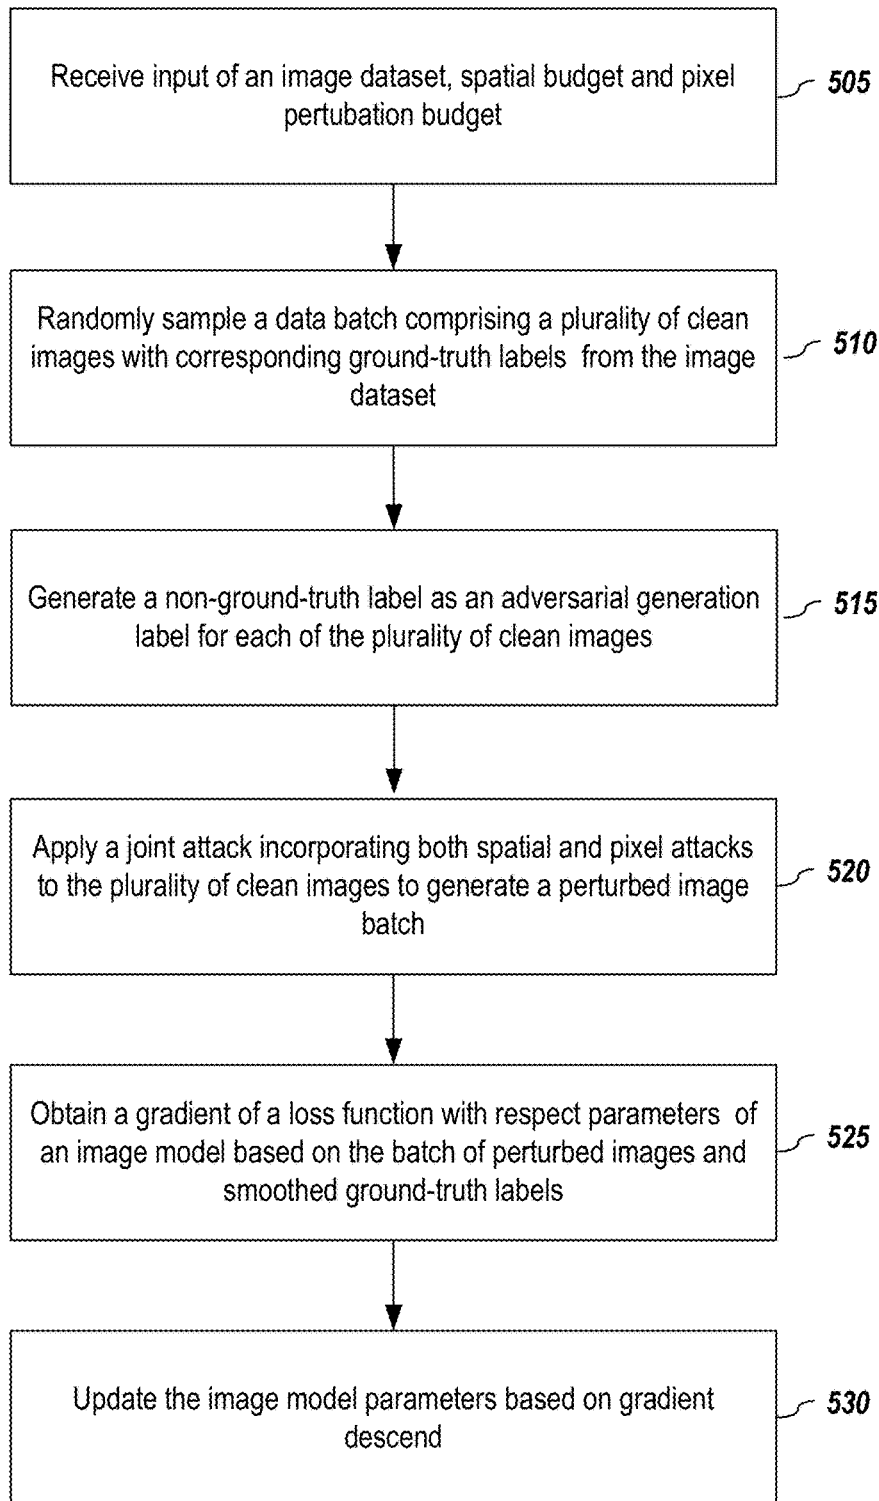 Receive input of an image dataset, spatial budget and pixel
pertubation budget
505
Randomly sample a data batch comprising a plurality of clean
images with corresponding ground-truth labels from the image
dataset
510
Generate a non-ground-truth label as an adversarial generation
label for each of the plurality of clean images
515
Apply a joint attack incorporating both spatial and pixel attacks
to the plurality of clean images to generate a perturbed image
batch
520
Obtain a gradient of a loss function with respect parameters of
an image model based on the batch of perturbed images and
smoothed ground-truth labels
525
Update the image model parameters based on gradient
descend
530